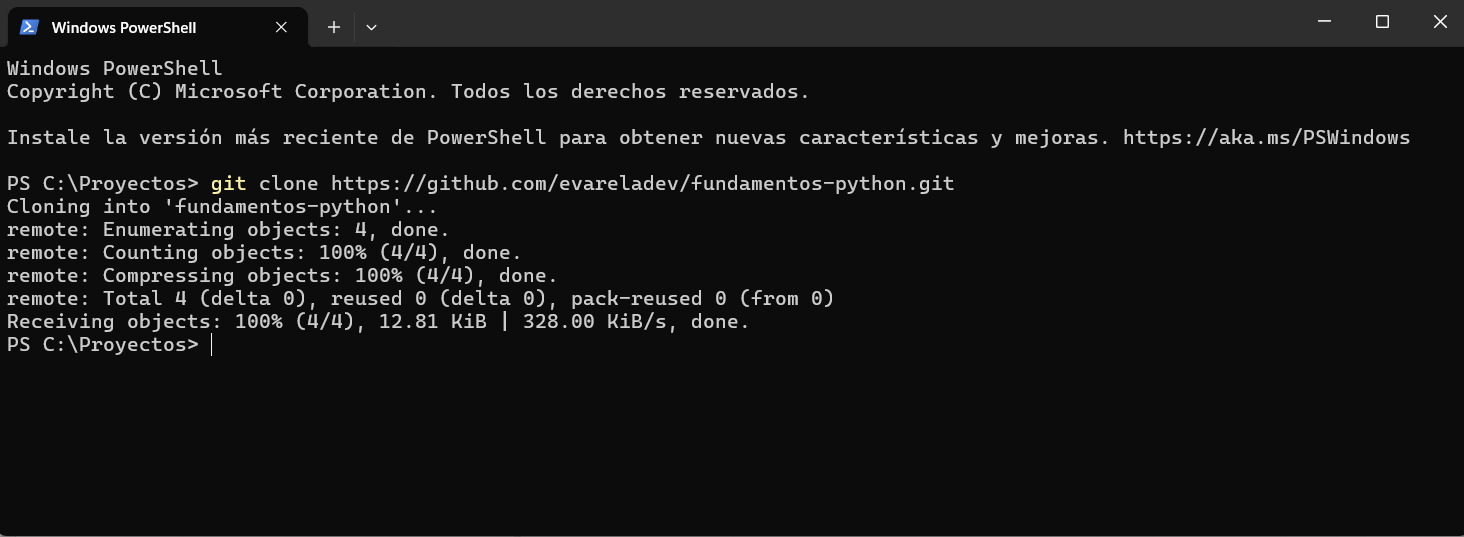 Windows PowerShell
Windows PowerShell
Copyright (C) Microsoft Corporation. Todos los derechos reservados.
Instale la versión más reciente de PowerShell para obtener nuevas características y mejoras. https://aka.ms/PSWindows
PS C:\Proyectos> git clone https://github.com/evareladev/fundamentos-python.git
Cloning into 'fundamentos-python'...
remote: Enumerating objects: 4, done.
remote: Counting objects: 100% (4/4), done.
remote: Compressing objects: 100% (4/4), done.
remote: Total 4 (delta 0), reused 0 (delta 0), pack-reused 0 (from 0)
Receiving objects: 100% (4/4), 12.81 KiB | 328.00 KiB/s, done.
PS C:\Proyectos>